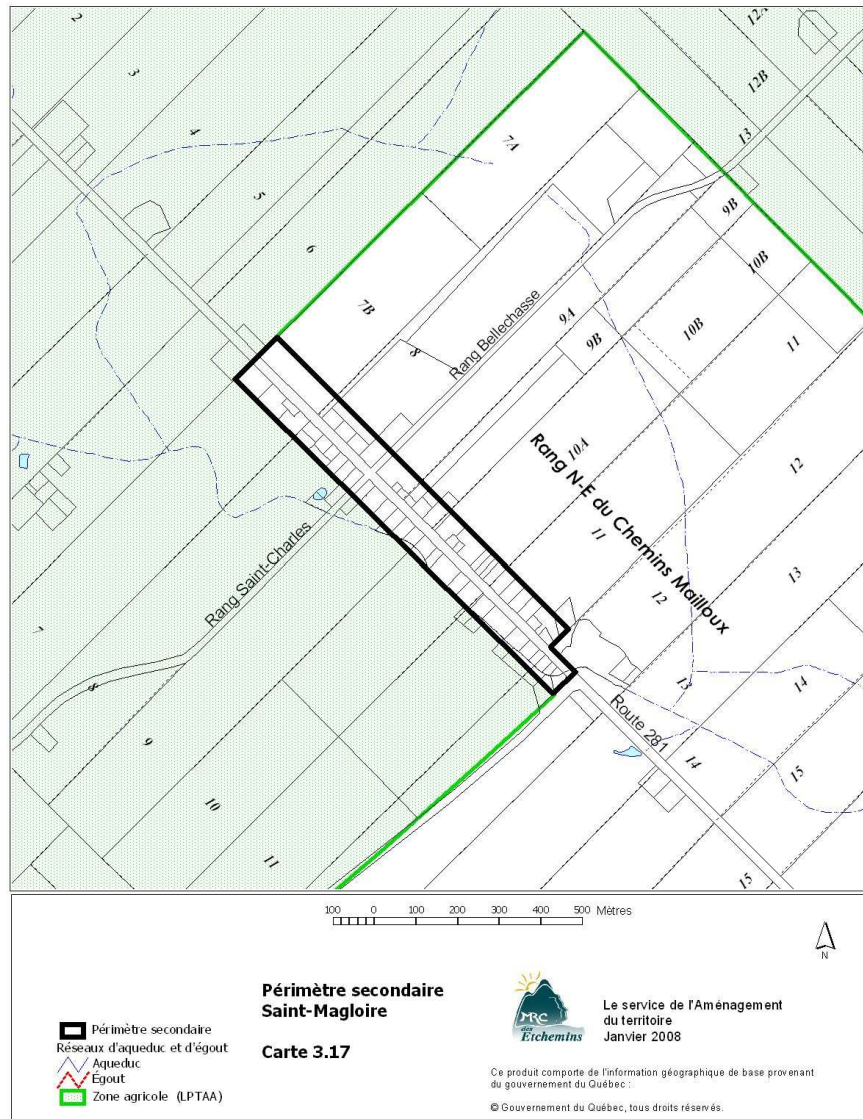 2
3
4
5
6
7A
7B
8
12A
12B
13
9B
10B
9A
9B
10B
11
10A
11
12
12
13
13
14
14
15
15
7
8
9
10
11
Rang Bellechasse
Rang N-E du Chemins Mailloux
Rang Saint-Charles
Route 281
100 0 100 200 300 400 500 Mètres
N
Périmètre secondaire
Saint-Magloire
Carte 3.17
Périmètre secondaire
Réseaux d'aqueduc et d'égout
Aqueduc
Égout
Zone agricole (LPTAA)
MRC
des
Etchemins
Le service de l'Aménagement
du territoire
Janvier 2008
Ce produit comporte de l'information géographique de base provenant
du gouvernement du Québec :
© Gouvernement du Québec, tous droits réservés.